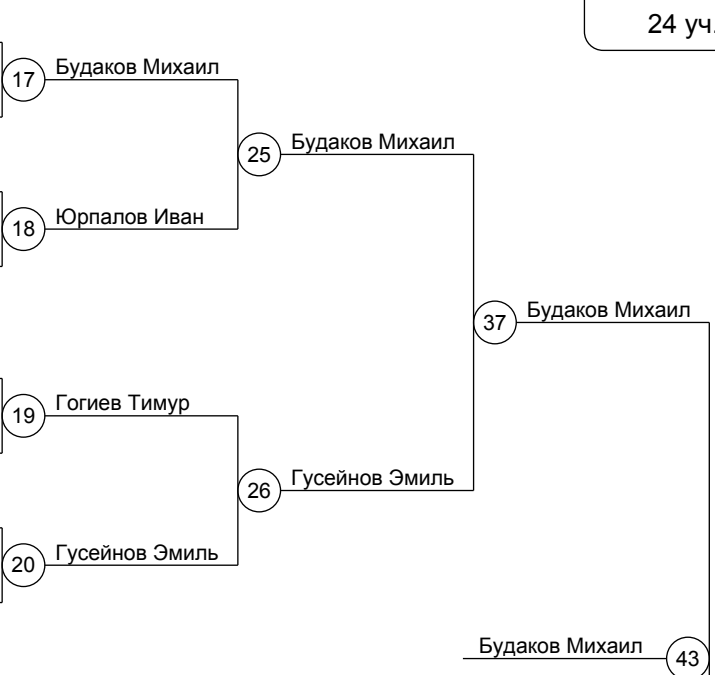 24 уч.
17 Будаков Михаил
25 Будаков Михаил
18 Юрпалов Иван
37 Будаков Михаил
19 Гогиев Тимур
26 Гусейнов Эмиль
20 Гусейнов Эмиль
Будаков Михаил 43